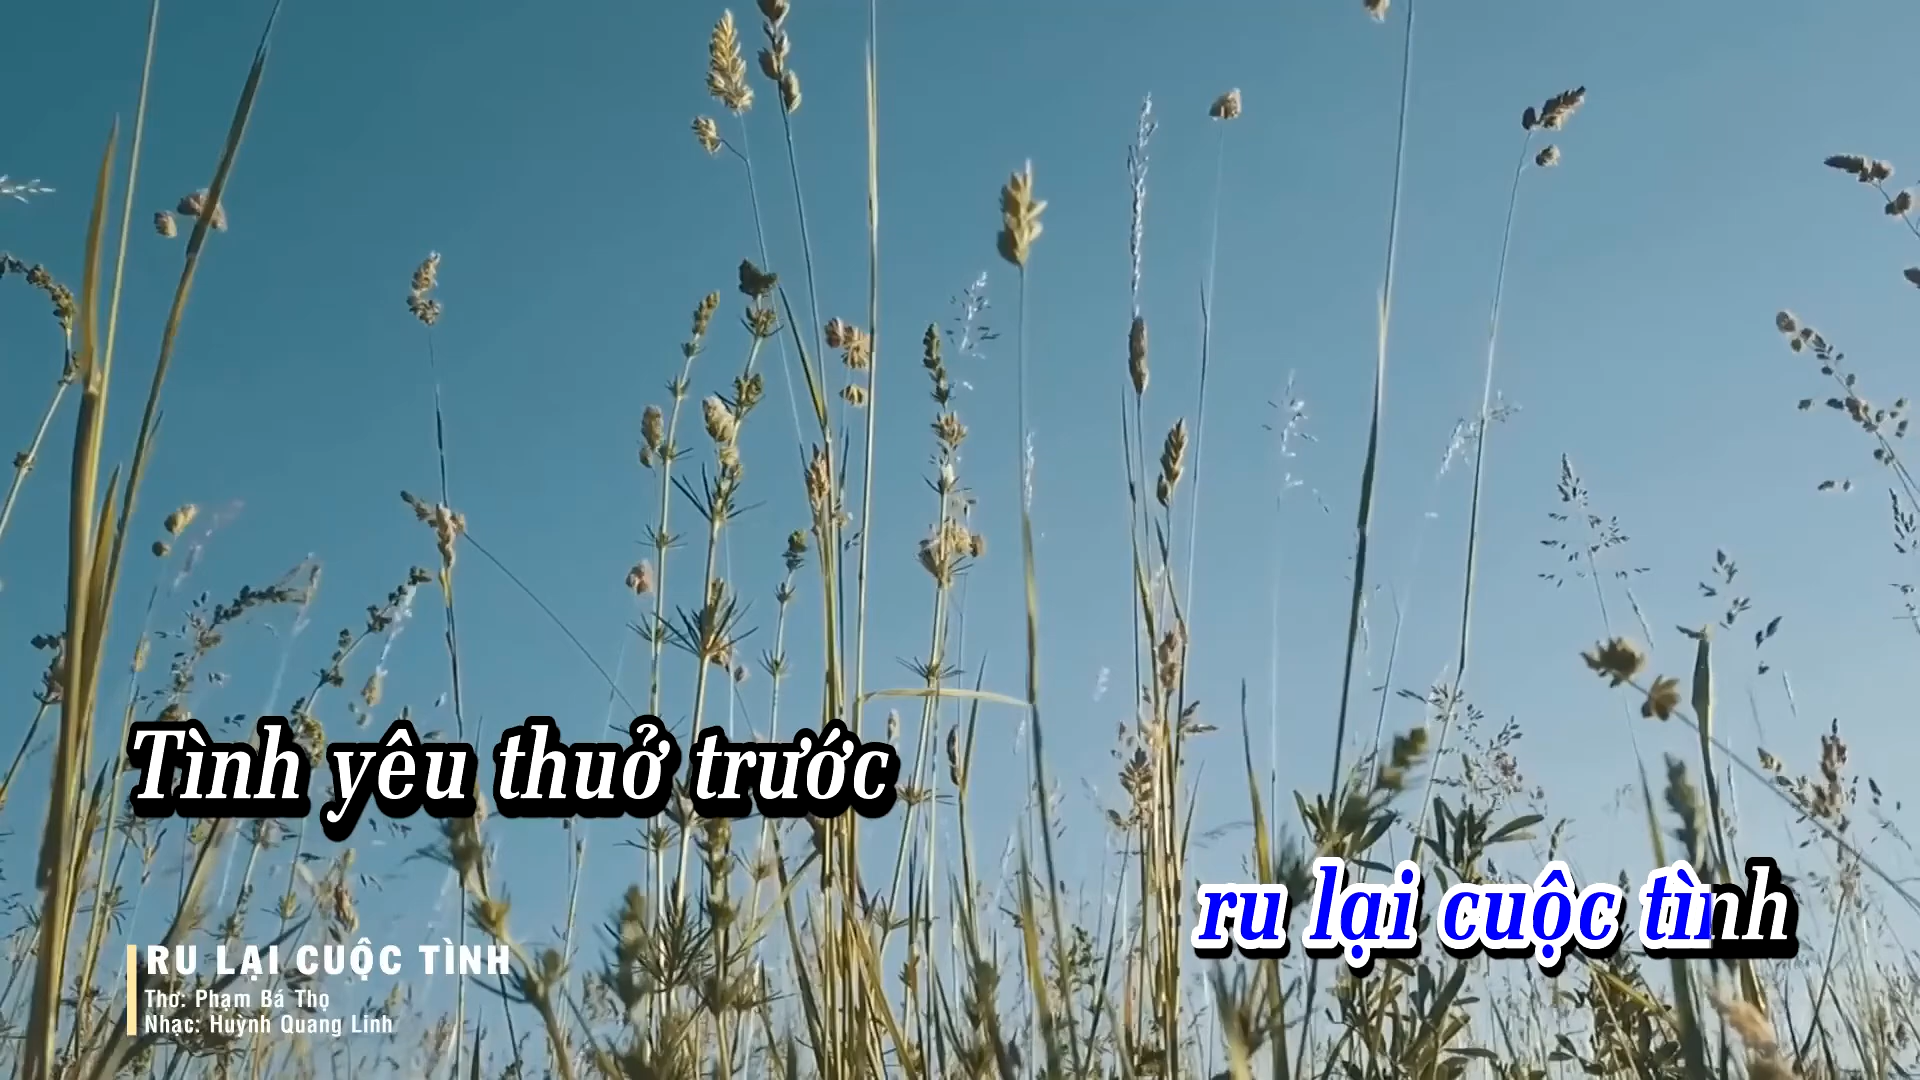 Tình yêu thuở trước
ru lại cuộc tình
RU LẠI CUỘC TÌNH
Thơ: Phạm Bá Thọ
Nhạc: Huỳnh Quang Linh